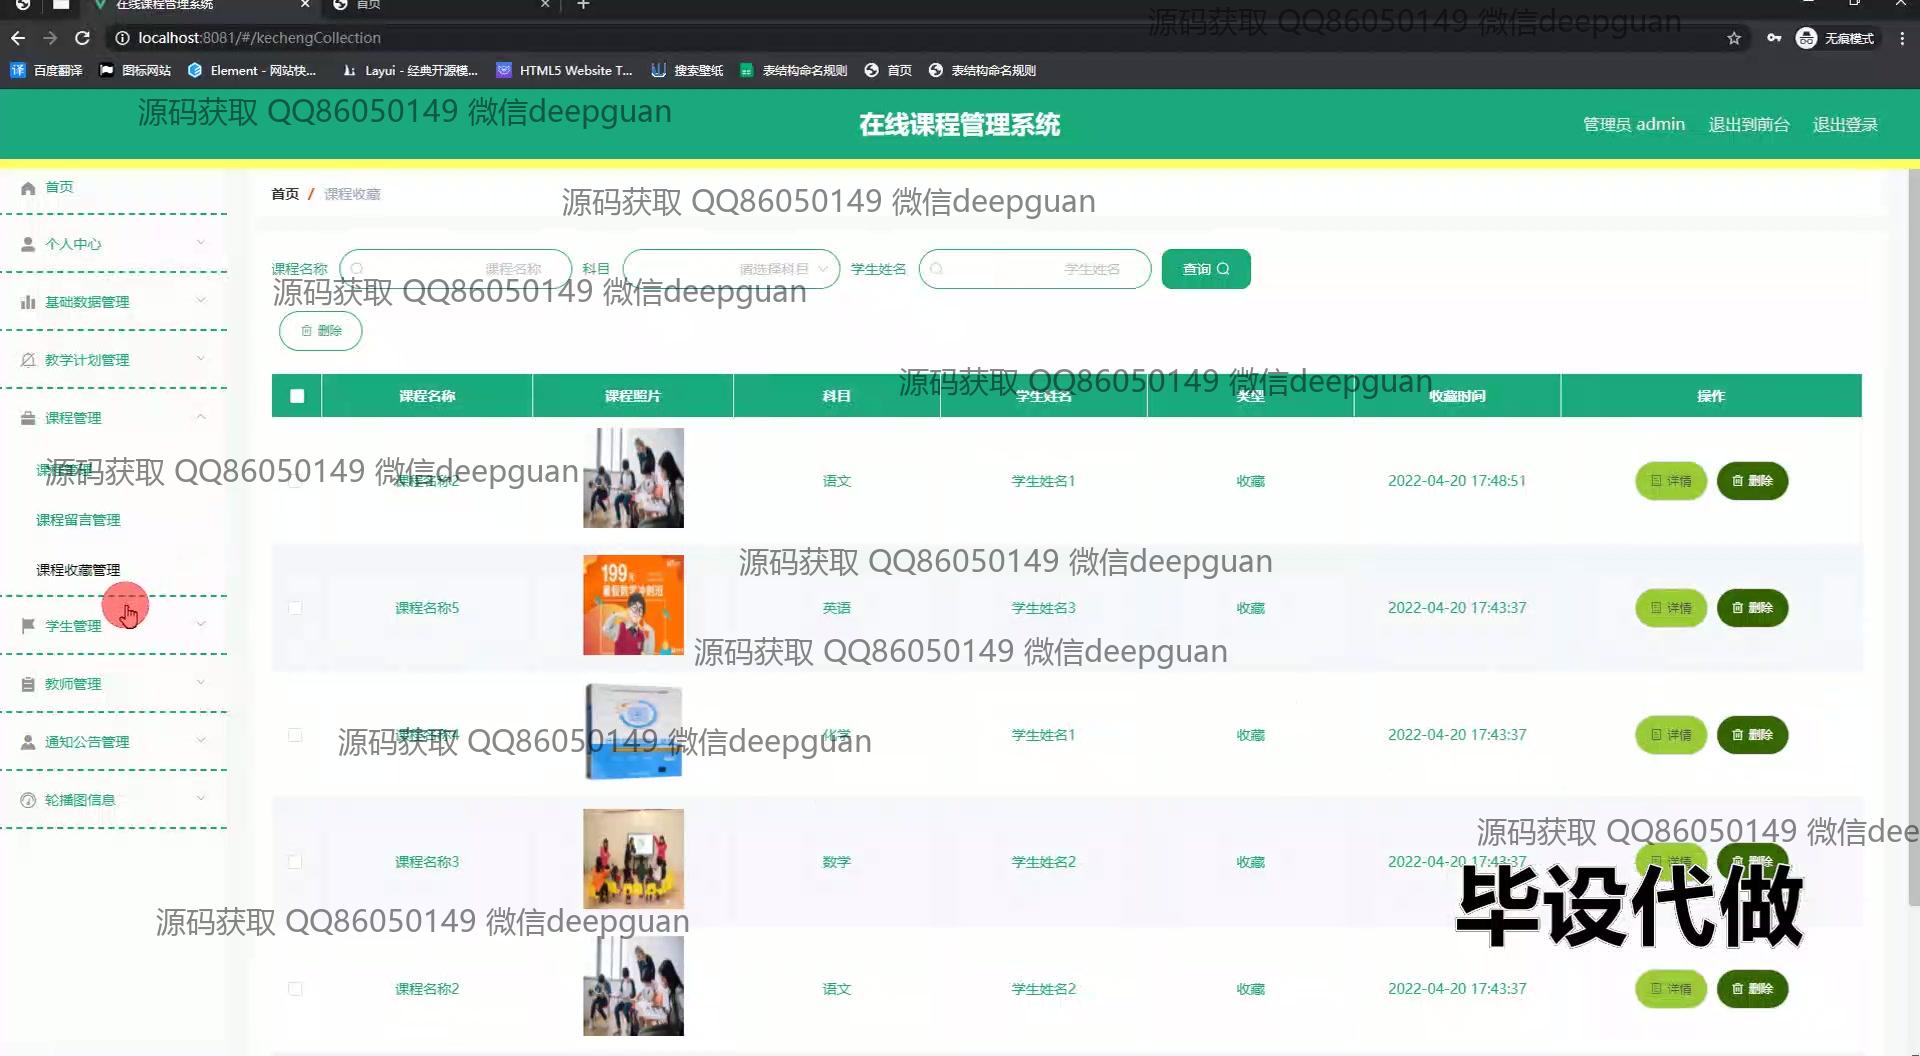 在线课程管理系统
首页
源码获取 QQ86050149 微信deepguan
localhost:8081/#/kechengCollection
无痕模式
百度翻译
图标网站
Element - 网站快...
Layui - 经典开源模...
HTML5 Website T...
搜索壁纸
表结构命名规则
首页
表结构命名规则
源码获取 QQ86050149 微信deepguan
在线课程管理系统
管理员 admin
退出到前台
退出登录
首页
个人中心
基础数据管理
教学计划管理
课程管理
课程管理
课程留言管理
课程收藏管理
学生管理
教师管理
通知公告管理
轮播图信息
首页 / 课程收藏
源码获取 QQ86050149 微信deepguan
课程名称 课程名称 科目 请选择科目 学生姓名 学生姓名 查询
源码获取 QQ86050149 微信deepguan
删除
源码获取 QQ86050149 微信deepguan
课程名称 课程照片 科目 学生姓名 类型 收藏时间 操作
源码获取 QQ86050149 微信deepguan
课程名称2 语文 学生姓名1 收藏 2022-04-20 17:48:51 详情 删除
源码获取 QQ86050149 微信deepguan
199元
暑假数学冲刺班
课程名称5 英语 学生姓名3 收藏 2022-04-20 17:43:37 详情 删除
源码获取 QQ86050149 微信deepguan
课程名称4 化学 学生姓名1 收藏 2022-04-20 17:43:37 详情 删除
源码获取 QQ86050149 微信deepguan
源码获取 QQ86050149 微信dee
课程名称3 数学 学生姓名2 收藏 2022-04-20 17:43:37 详情 删除
毕设代做
源码获取 QQ86050149 微信deepguan
课程名称2 语文 学生姓名2 收藏 2022-04-20 17:43:37 详情 删除